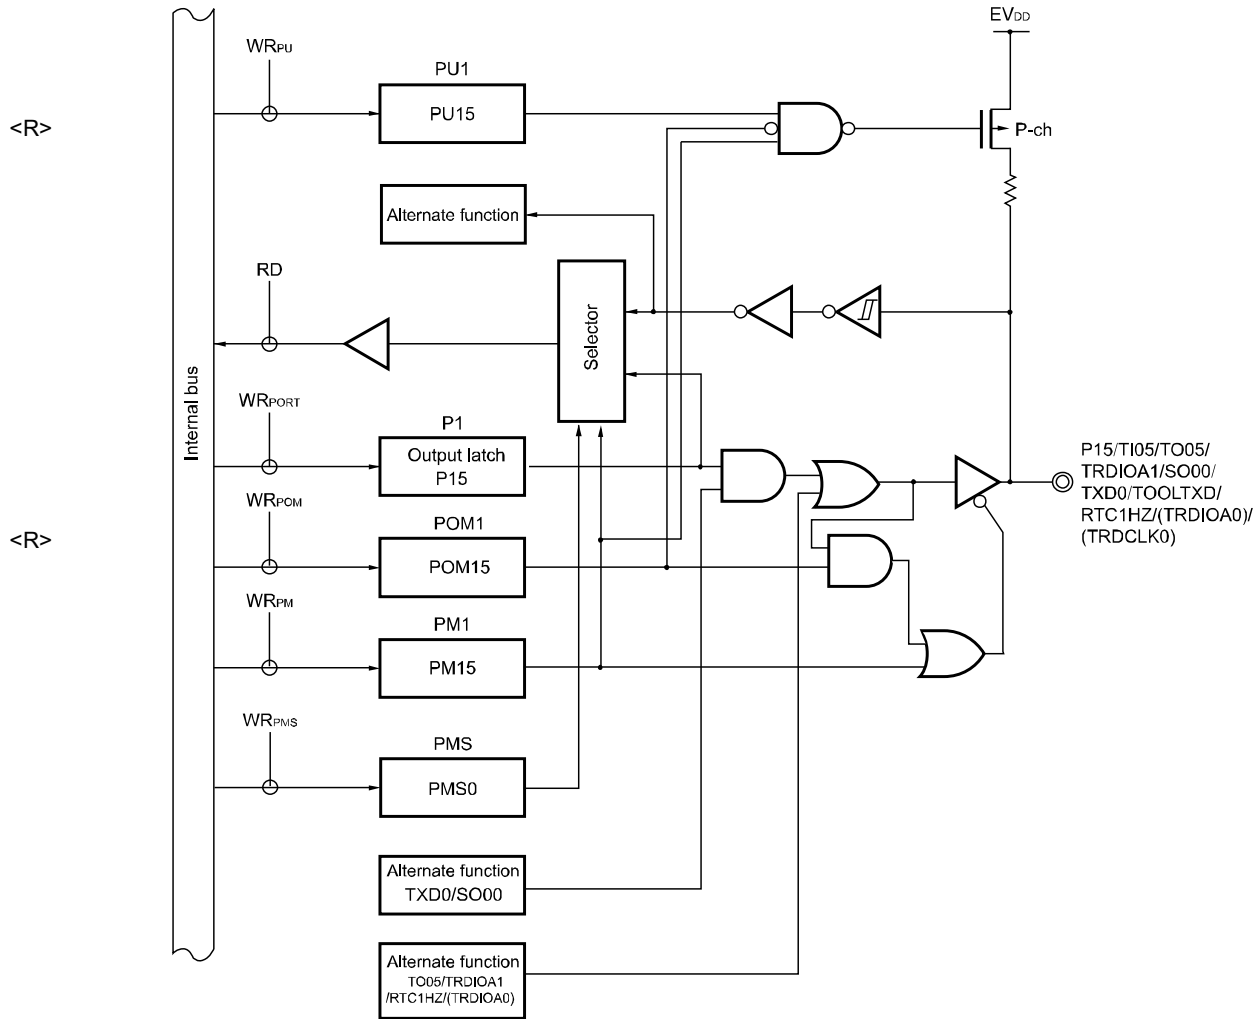 EVDD
WRPU
PU1
<R>
PU15
P-ch
Alternate function
RD
Selector
Internal bus
WRPORT
P1
Output latch
P15
P15/TI05/TO05/
TRDIOA1/SO00/
TXD0/TOOLTXD/
RTC1HZ/(TRDIOA0)/
(TRDCLK0)
WRPOM
POM1
<R>
POM15
WRPM
PM1
PM15
WRPMS
PMS
PMS0
Alternate function
TXD0/SO00
Alternate function
TO05/TRDIOA1
/RTC1HZ/(TRDIOA0)